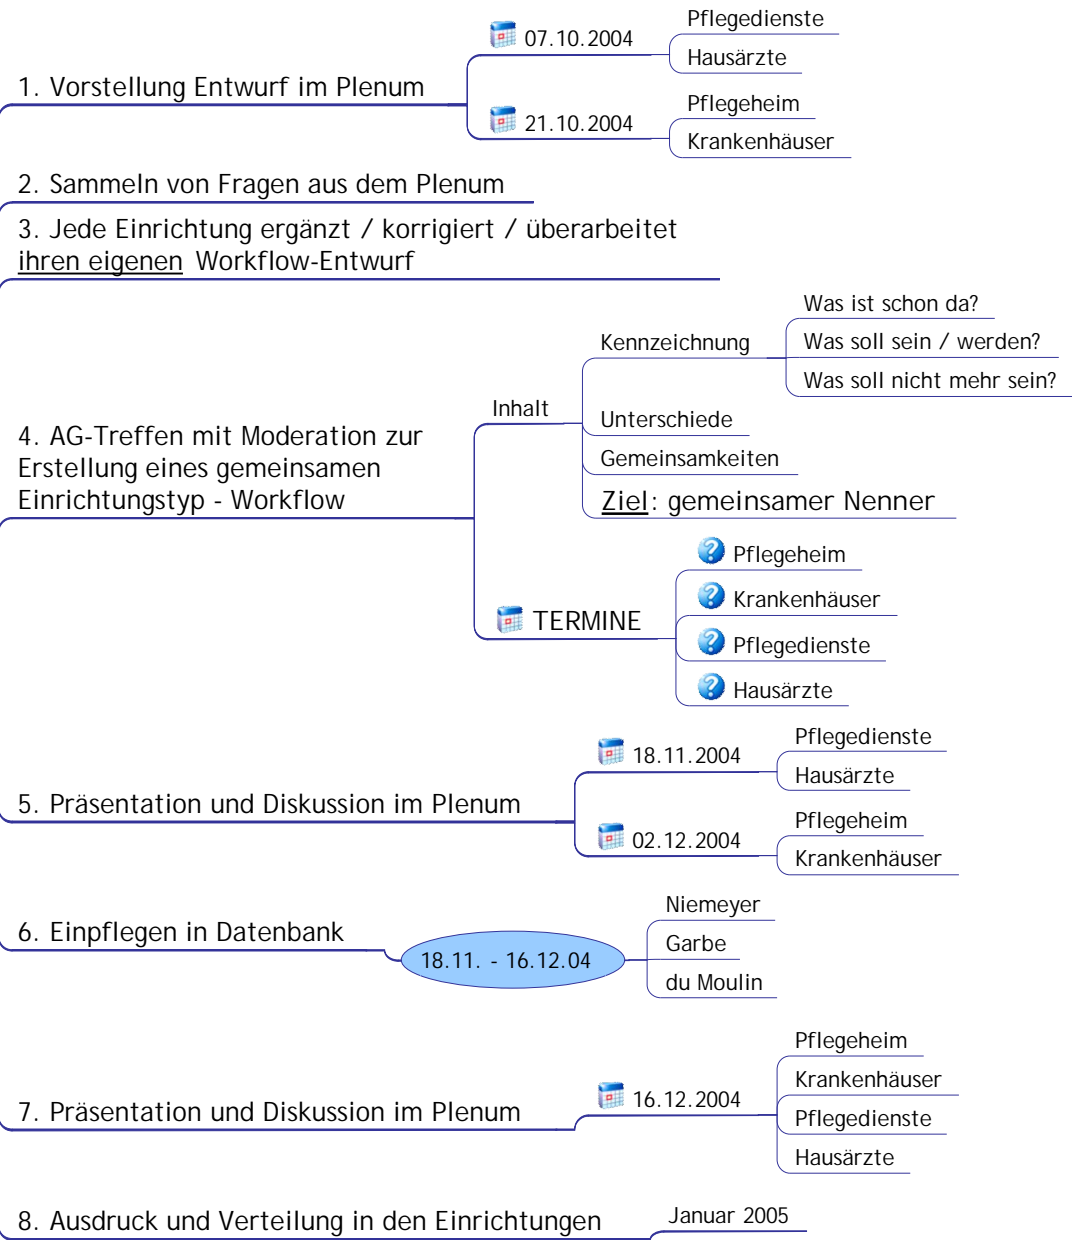 1. Vorstellung Entwurf im Plenum
07.10.2004
Pflegedienste
Hausärzte
21.10.2004
Pflegeheim
Krankenhäuser
2. Sammeln von Fragen aus dem Plenum
3. Jede Einrichtung ergänzt / korrigiert / überarbeitet
ihren eigenen Workflow-Entwurf
4. AG-Treffen mit Moderation zur
Erstellung eines gemeinsamen
Einrichtungstyp - Workflow
Inhalt
Kennzeichnung
Was ist schon da?
Was soll sein / werden?
Was soll nicht mehr sein?
Unterschiede
Gemeinsamkeiten
Ziel: gemeinsamer Nenner
TERMINE
Pflegeheim
Krankenhäuser
Pflegedienste
Hausärzte
5. Präsentation und Diskussion im Plenum
18.11.2004
Pflegedienste
Hausärzte
02.12.2004
Pflegeheim
Krankenhäuser
6. Einpflegen in Datenbank
18.11. - 16.12.04
Niemeyer
Garbe
du Moulin
7. Präsentation und Diskussion im Plenum
16.12.2004
Pflegeheim
Krankenhäuser
Pflegedienste
Hausärzte
8. Ausdruck und Verteilung in den Einrichtungen
Januar 2005